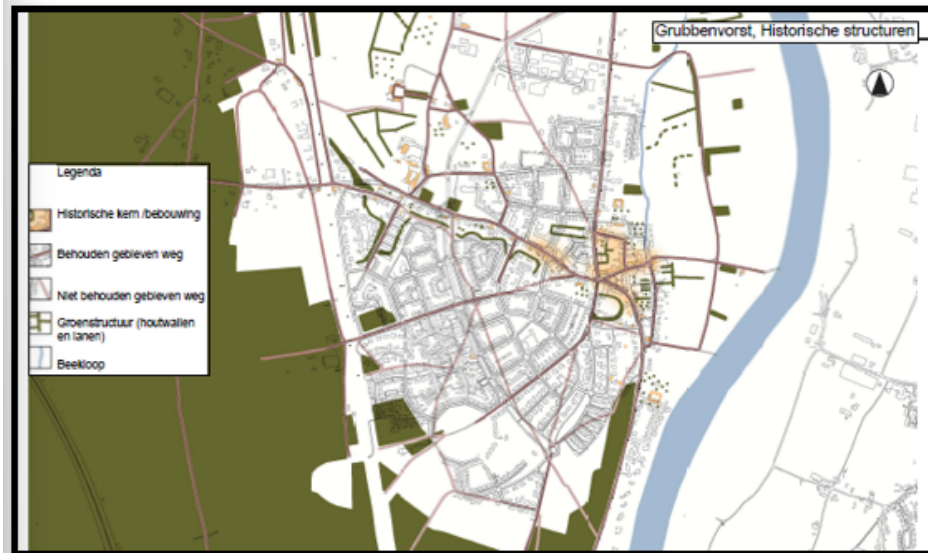 Grubbenvorst, Historische structuren
Legenda
Historische kern /bebouwing
Behouden gebleven weg
Niet behouden gebleven weg
Groenstructuur (houtwallen
en lanen)
Beekloop